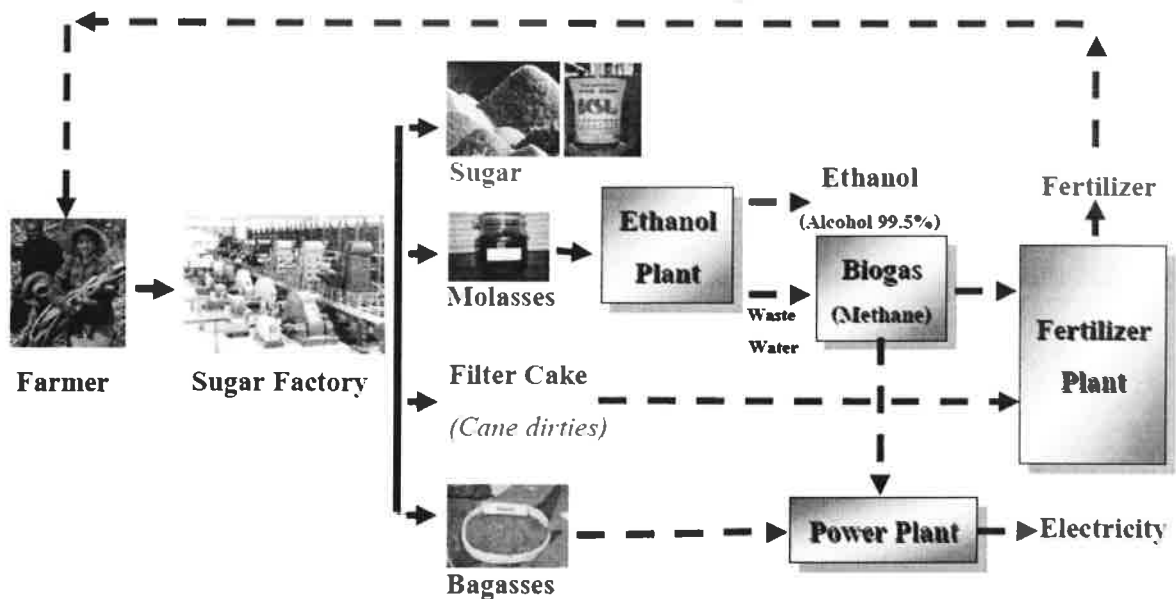 KSL
Sugar
Ethanol
Plant
Ethanol
(Alcohol 99.5%)
Fertilizer
Molasses
Waste
Water
Biogas
(Methane)
Fertilizer
Plant
Farmer
Sugar Factory
Filter Cake
(Cane dirties)
Bagasses
Power Plant
Electricity